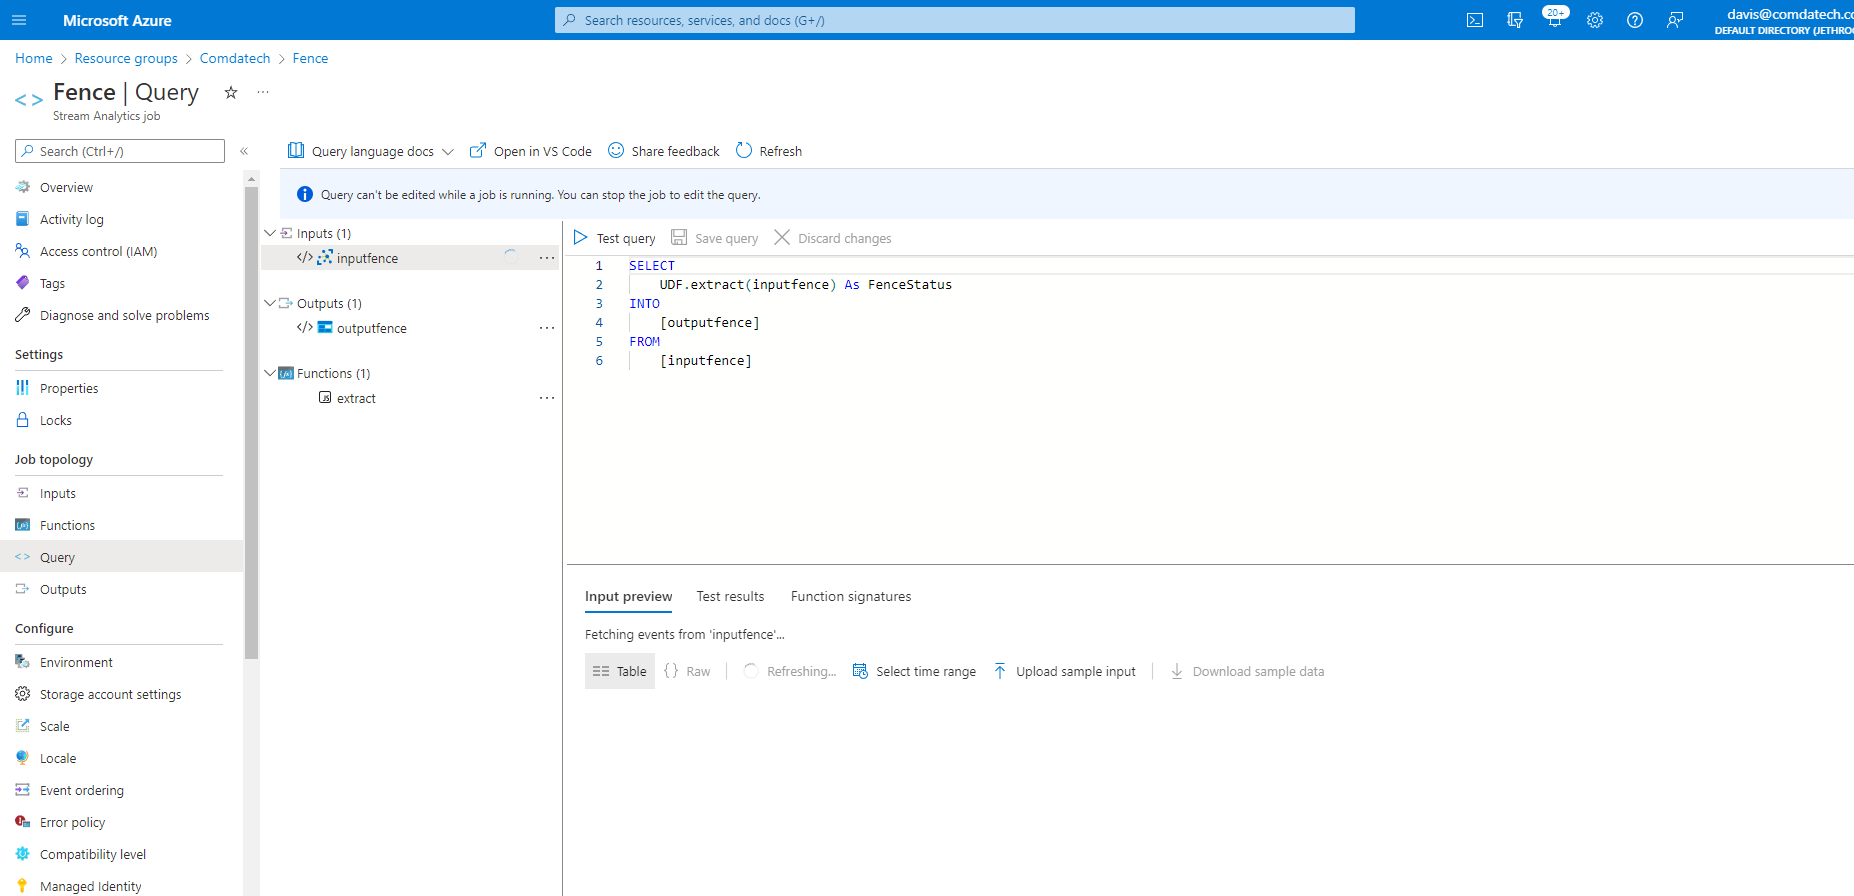 Microsoft Azure
Search resources, services, and docs (G+/)
20+
davis@comdatech.co
DEFAULT DIRECTORY (JETHRO
Home > Resource groups > Comdatech > Fence
Fence | Query
Stream Analytics job
Search (Ctrl+/)
Overview
Activity log
Access control (IAM)
Tags
Diagnose and solve problems
Settings
Properties
Locks
Job topology
Inputs
Functions
Query
Outputs
Configure
Environment
Storage account settings
Scale
Locale
Event ordering
Error policy
Compatibility level
Managed Identity
Query language docs
Open in VS Code
Share feedback
Refresh
Query can't be edited while a job is running. You can stop the job to edit the query.
Inputs (1)
inputfence
Outputs (1)
outputfence
Functions (1)
extract
Test query
Save query
Discard changes
1 SELECT
2 UDF.extract(inputfence) As FenceStatus
3 INTO
4 [outputfence]
5 FROM
6 [inputfence]
Input preview
Test results
Function signatures
Fetching events from 'inputfence'...
Table
{} Raw
Refreshing...
Select time range
Upload sample input
Download sample data